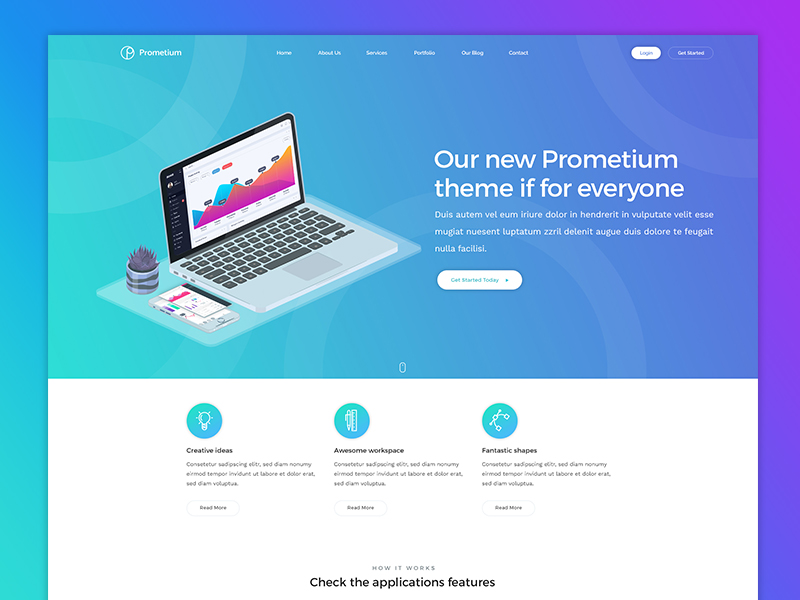 Prometium
Home About Us Services Portfolio Our Blog Contact
Login Get Started
Our new Prometium
theme if for everyone
Duis autem vel eum iriure dolor in hendrerit in vulputate velit esse
mugiat nuesent luptatum zzril delenit augue duis dolore te feugait
nulla facilisi.
Get Started Today
Creative ideas
Consetetur sadipscing elitr, sed diam nonumy
eirmod tempor invidunt ut labore et dolor erat,
sed diam voluptua.
Read More
Awesome workspace
Consetetur sadipscing elitr, sed diam nonumy
eirmod tempor invidunt ut labore et dolor erat,
sed diam voluptua.
Read More
Fantastic shapes
Consetetur sadipscing elitr, sed diam nonumy
eirmod tempor invidunt ut labore et dolor erat,
sed diam voluptua.
Read More
HOW IT WORKS
Check the applications features